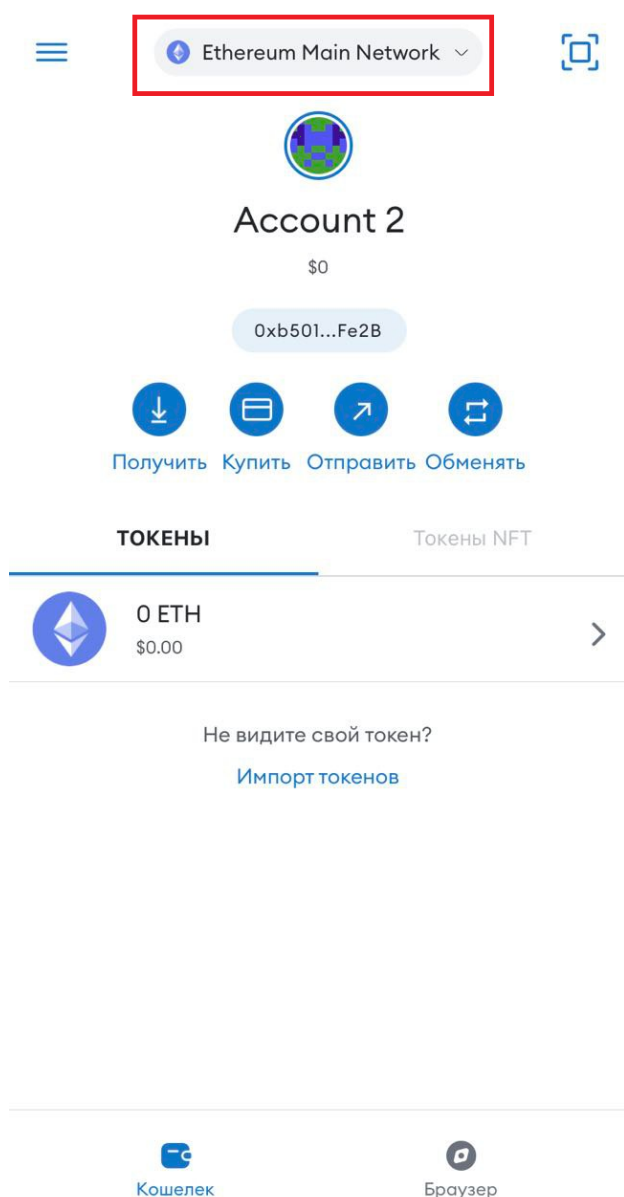 Ethereum Main Network
Account 2
$0
0xb501...Fe2B
Получить Купить Отправить Обменять
ТОКЕНЫ Токены NFT
0 ETH
$0.00
Не видите свой токен?
Импорт токенов
Кошелек Браузер